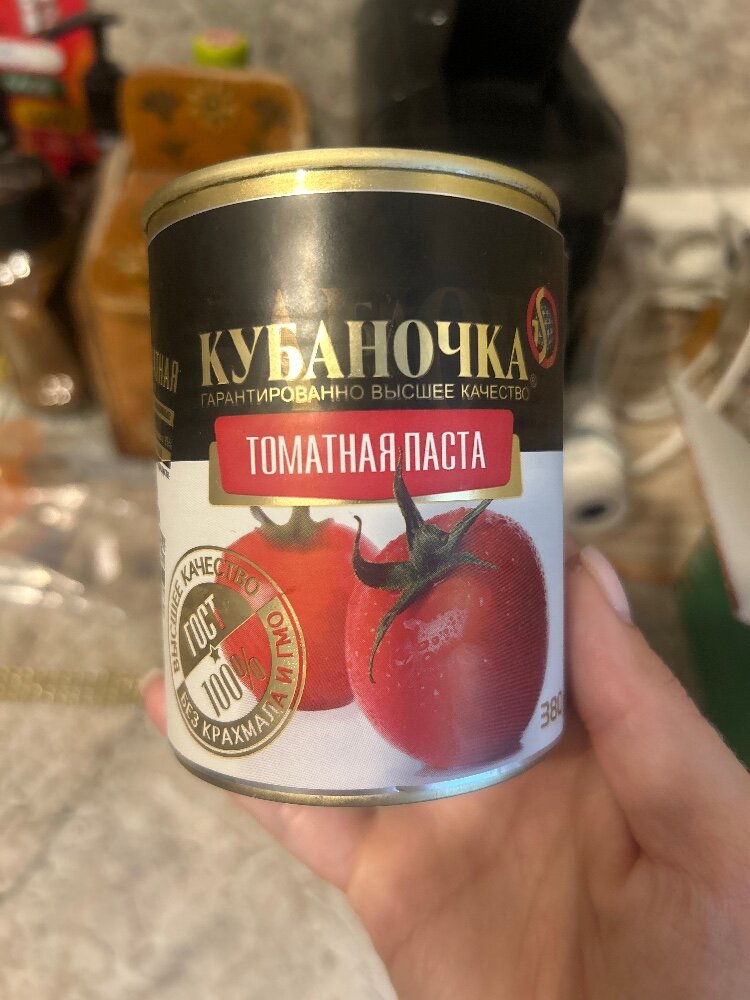 КУБАНОЧКА
ГАРАНТИРОВАННО ВЫСШЕЕ КАЧЕСТВО®
ТОМАТНАЯ ПАСТА
ВЫСШЕЕ КАЧЕСТВО
ГОСТ
100%
БЕЗ КРАХМАЛА И ГМО
380